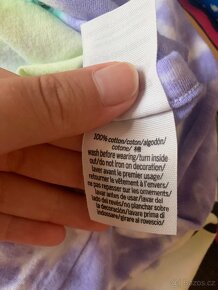 100% cotton/coton/algodón/
cotone/棉
wash before wearing/turn inside
out/do not iron on decoration/
laver avant le premier usage/
retourner le vêtement à l'envers/
ne pas repasser sur les ornements/
lavar antes de usar/lavar del
lado del revés/no planchar sobre
la decoración/lavare prima di
indossare/girare al rovescio/